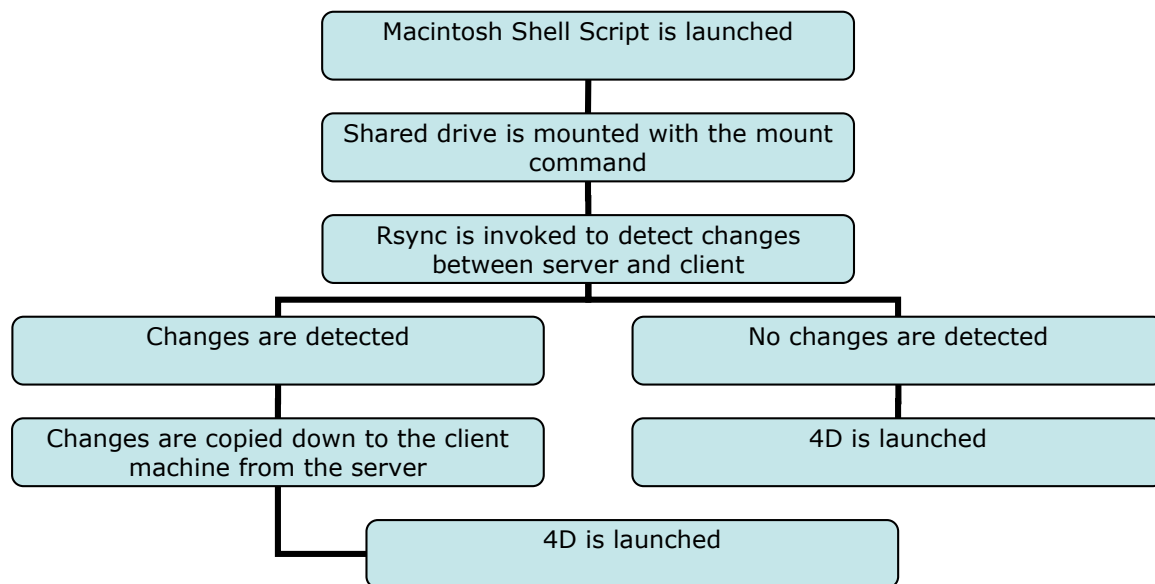 Macintosh Shell Script is launched
Shared drive is mounted with the mount
command
Rsync is invoked to detect changes
between server and client
Changes are detected
No changes are detected
Changes are copied down to the client
machine from the server
4D is launched
4D is launched